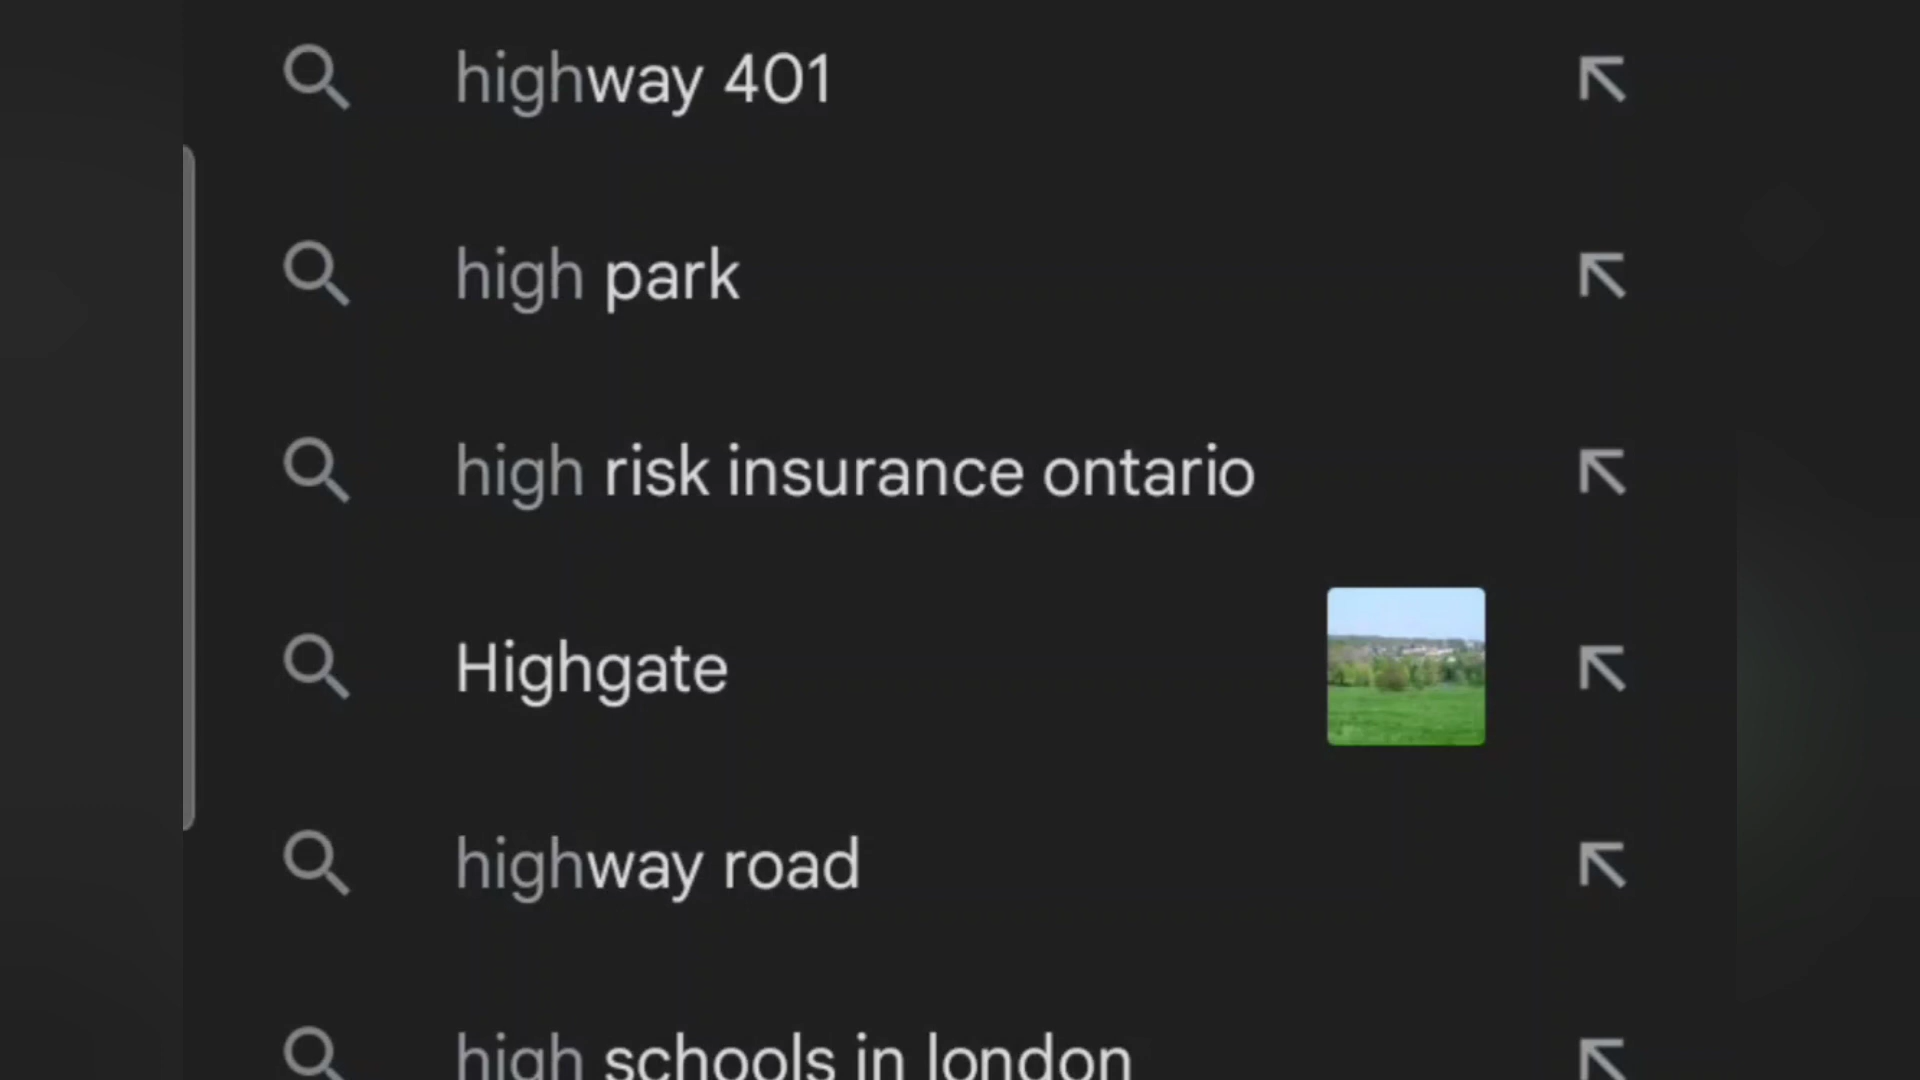 highway 401
high park
high risk insurance ontario
Highgate
highway road
high schools in london